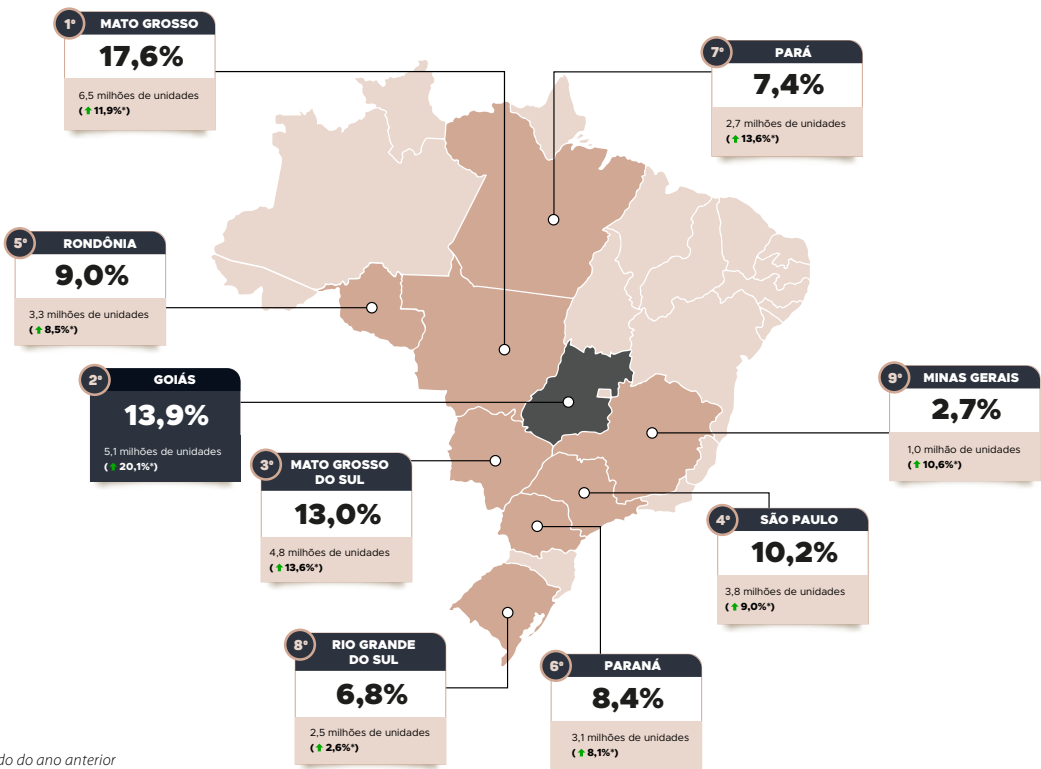 1º MATO GROSSO
17,6%
6,5 milhões de unidades
(⬆ 11,9%*)
7º PARÁ
7,4%
2,7 milhões de unidades
(⬆ 13,6%*)
5º RONDÔNIA
9,0%
3,3 milhões de unidades
(⬆ 8,5%*)
2º GOIÁS
13,9%
5,1 milhões de unidades
(⬆ 20,1%*)
9º MINAS GERAIS
2,7%
1,0 milhão de unidades
(⬆ 10,6%*)
3º MATO GROSSO
DO SUL
13,0%
4,8 milhões de unidades
(⬆ 13,6%*)
4º SÃO PAULO
10,2%
3,8 milhões de unidades
(⬆ 9,0%*)
8º RIO GRANDE
DO SUL
6,8%
2,5 milhões de unidades
(⬆ 2,6%*)
6º PARANÁ
8,4%
3,1 milhões de unidades
(⬆ 8,1%*)
do do ano anterior